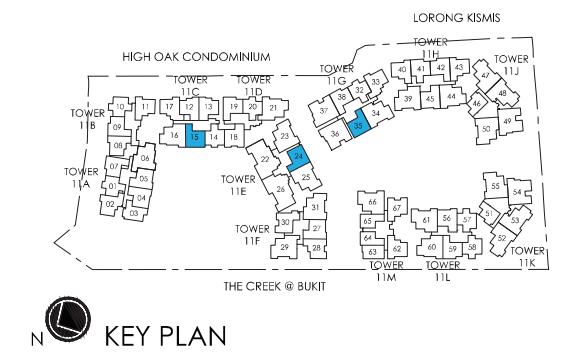 LORONG KISMIS
HIGH OAK CONDOMINIUM
TOWER
11H
TOWER
11G
TOWER
11J
TOWER
11C
TOWER
11D
40 41 42 43
47
48
39 45 44
46
50 49
37 38 32 33
36 35 34
10 11 17 12 13 19 20 21
TOWER
11B
09
08
16 15 14 18
23
22 24
25
26
TOWER
11E
07 06
TOWER
11A
01 05
02 04
03
31
30
27
29 28
TOWER
11F
66
67
65
64
63 62
TOWER
11M
61 56 57
60 59 58
TOWER
11L
55 54
51
53
52
TOWER
11K
THE CREEK @ BUKIT
N
KEY PLAN